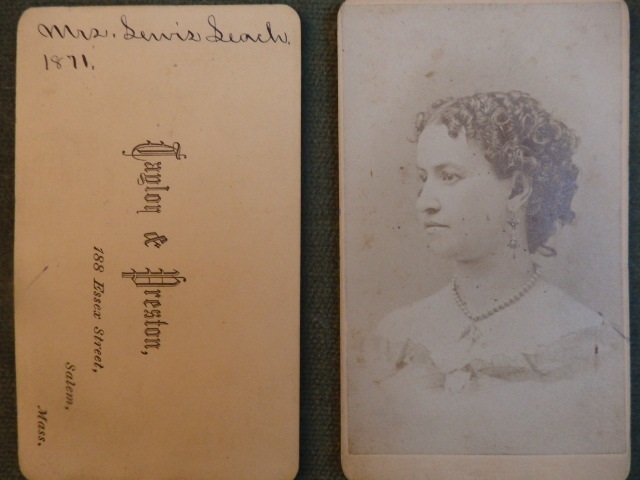 Mrs. Lewis Leach.
1871.
Taylor & Preston,
188 Essex Street,
Salem,
Mass.